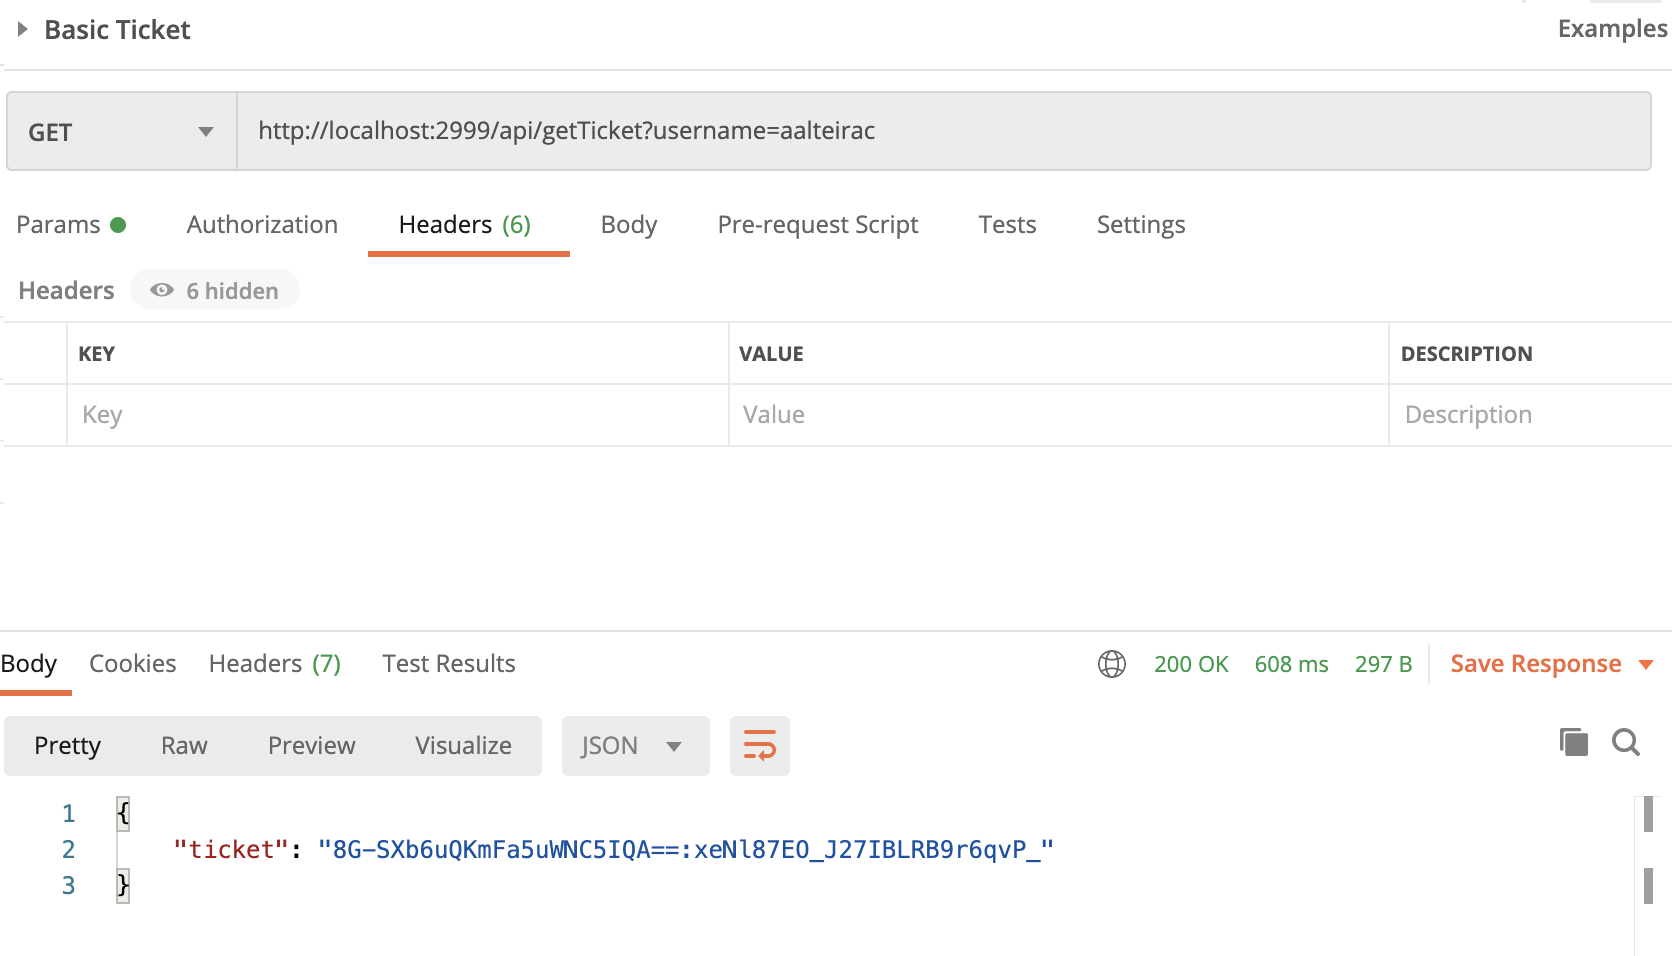 Basic Ticket
Examples
GET
http://localhost:2999/api/getTicket?username=aalteirac
Params Authorization Headers (6) Body Pre-request Script Tests Settings
Headers 6 hidden
KEY VALUE DESCRIPTION
Key Value Description
Body Cookies Headers (7) Test Results 200 OK 608 ms 297 B Save Response
Pretty Raw Preview Visualize JSON
1 {
2 "ticket": "8G-SXb6uQKmFa5uWNC5IQA==:xeNl87EO_J27IBLRB9r6qvP_"
3 }